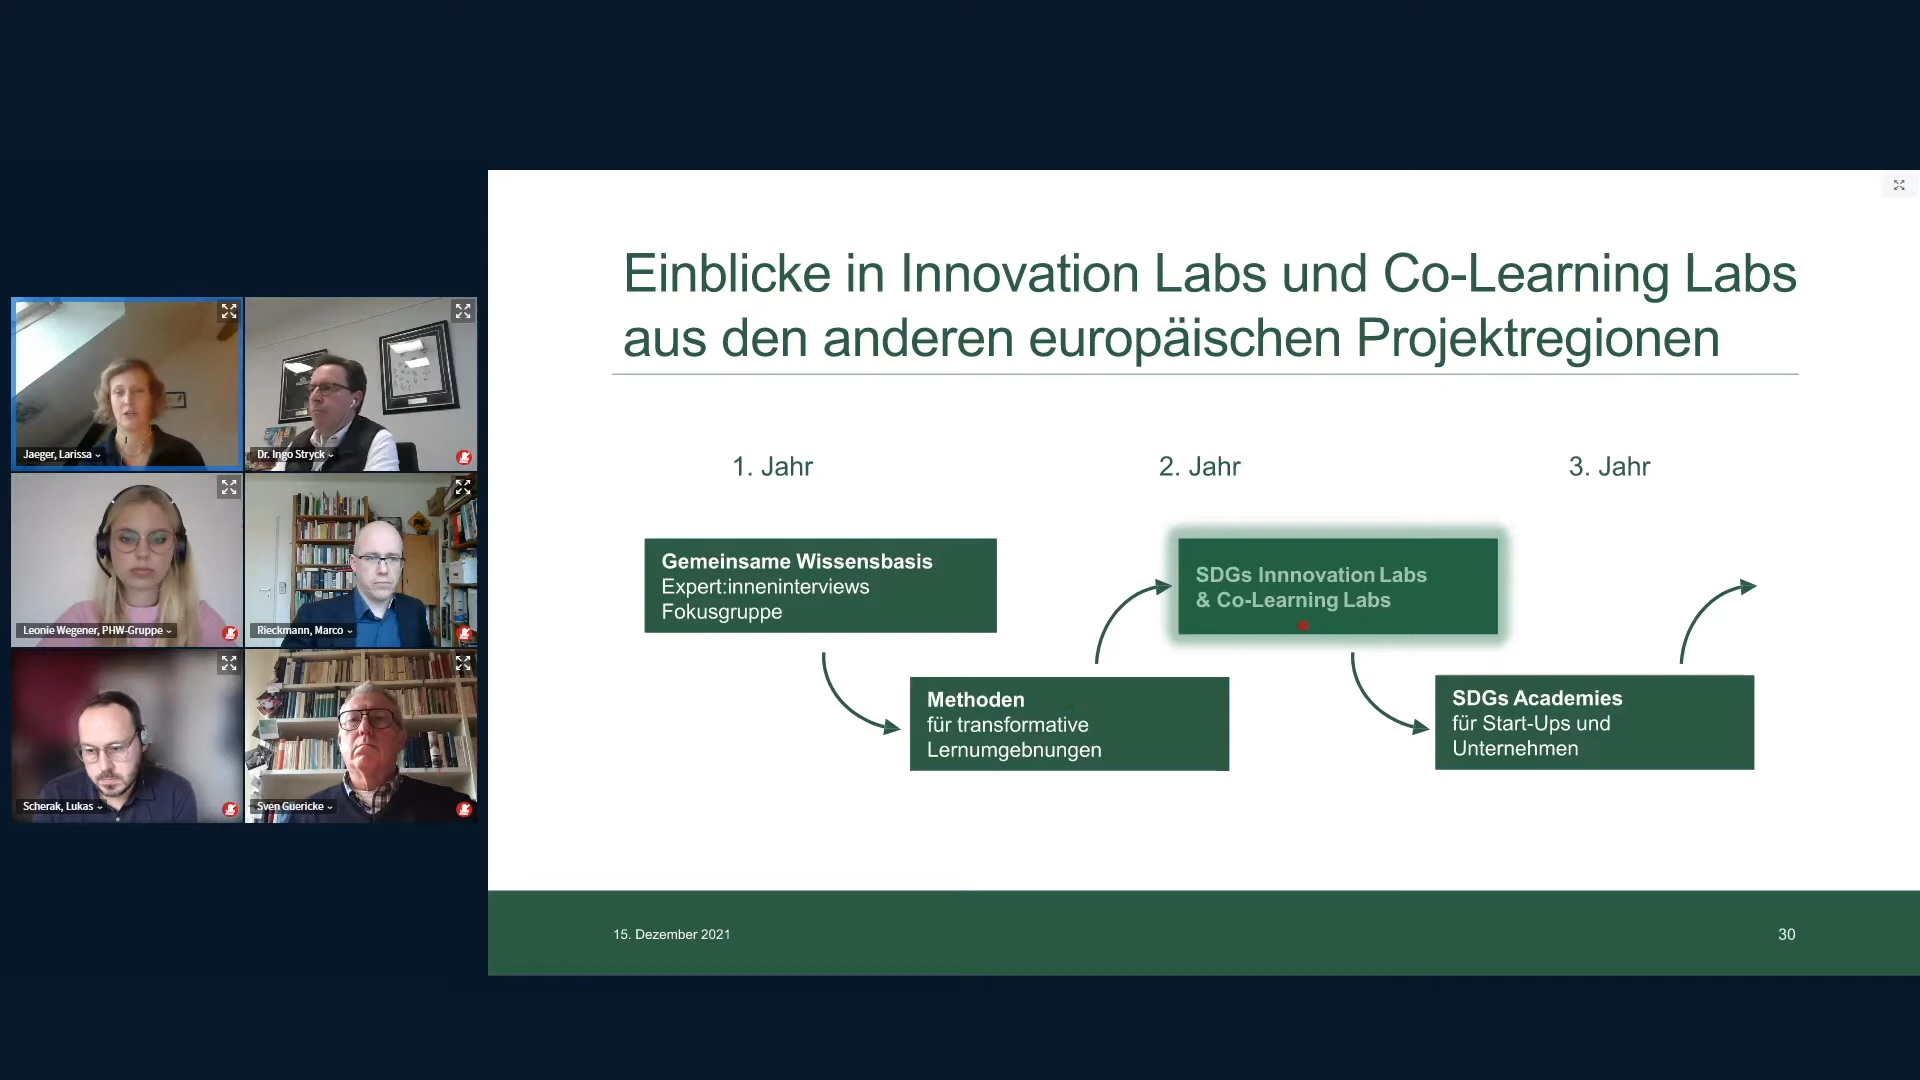 Einblicke in Innovation Labs und Co-Learning Labs
aus den anderen europäischen Projektregionen
1. Jahr
2. Jahr
3. Jahr
Gemeinsame Wissensbasis
Expert:inneninterviews
Fokusgruppe
SDGs Innnovation Labs
& Co-Learning Labs
Methoden
für transformative
Lernumgebnungen
SDGs Academies
für Start-Ups und
Unternehmen
15. Dezember 2021
30
Jaeger, Larissa
Dr. Ingo Stryck
Leonie Wegener, PHW-Gruppe
Rieckmann, Marco
Scherak, Lukas
Sven Guericke